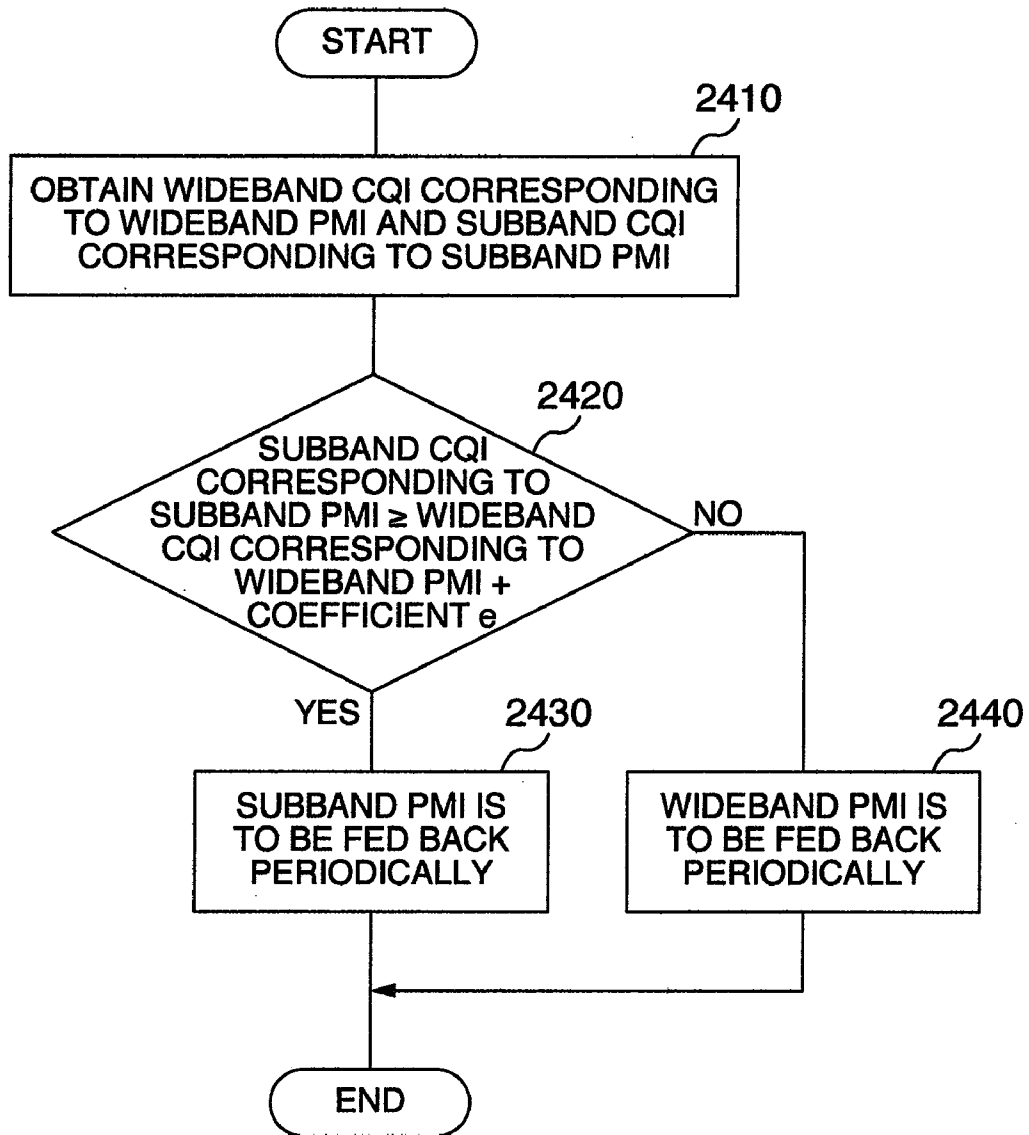 START
2410
OBTAIN WIDEBAND CQI CORRESPONDING
TO WIDEBAND PMI AND SUBBAND CQI
CORRESPONDING TO SUBBAND PMI
2420
SUBBAND CQI
CORRESPONDING TO
SUBBAND PMI ≥ WIDEBAND
CQI CORRESPONDING TO
WIDEBAND PMI +
COEFFICIENT e
NO
YES
2430
SUBBAND PMI IS
TO BE FED BACK
PERIODICALLY
2440
WIDEBAND PMI IS
TO BE FED BACK
PERIODICALLY
END